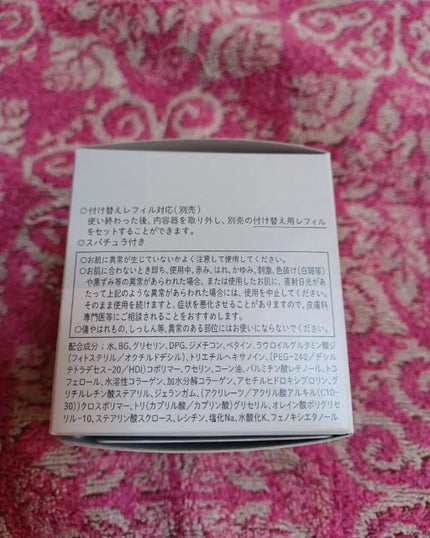 ◎付け替えレフィル対応(別売)
使い終わった後、内容器を取り外し、別売の付け替え用レフィル
をセットすることができます。
◎スパチュラ付き
○お肌に異常が生じていないかよく注意して使用してください。
○お肌に合わないとき即ち、使用中、赤み、はれ、かゆみ、刺激、色抜け(白斑等)
や黒ずみ等の異常があらわれた場合、または使用したお肌に、直射日光があ
たって上記のような異常があらわれた場合は、使用を中止してください。
そのまま使用を続けますと、症状を悪化させることがありますので、皮膚科
専門医等にご相談されることをおすすめします。
○傷やはれもの、しっしん等、異常のある部位にはお使いにならないでください。
配合成分：水、BG、グリセリン、DPG、ジメチコン、ベタイン、ラウロイルグルタミン酸ジ
(フィトステリル/オクチルドデシル)、トリエチルヘキサノイン、(PEG-240/デシル
テトラデセス-20/HDI)コポリマー、ワセリン、コーン油、パルミチン酸レチノール、トコ
フェロール、水溶性コラーゲン、加水分解コラーゲン、アセチルヒドロキシプロリン、グ
リチルレチン酸ステアリル、ジェランガム、(アクリレーツ/アクリル酸アルキル(C10-
30))クロスポリマー、トリ(カプリル酸/カプリン酸)グリセリル、オレイン酸ポリグリセ
リル-10、ステアリン酸スクロース、レシチン、塩化Na、水酸化K、フェノキシエタノール